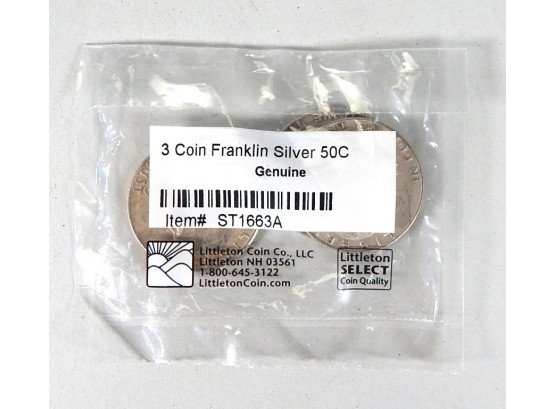 3 Coin Franklin Silver 50C
Genuine
Item# ST1663A
Littleton Coin Co., LLC
Littleton NH 03561
1-800-645-3122
LittletonCoin.com
Littleton
SELECT
Coin Quality